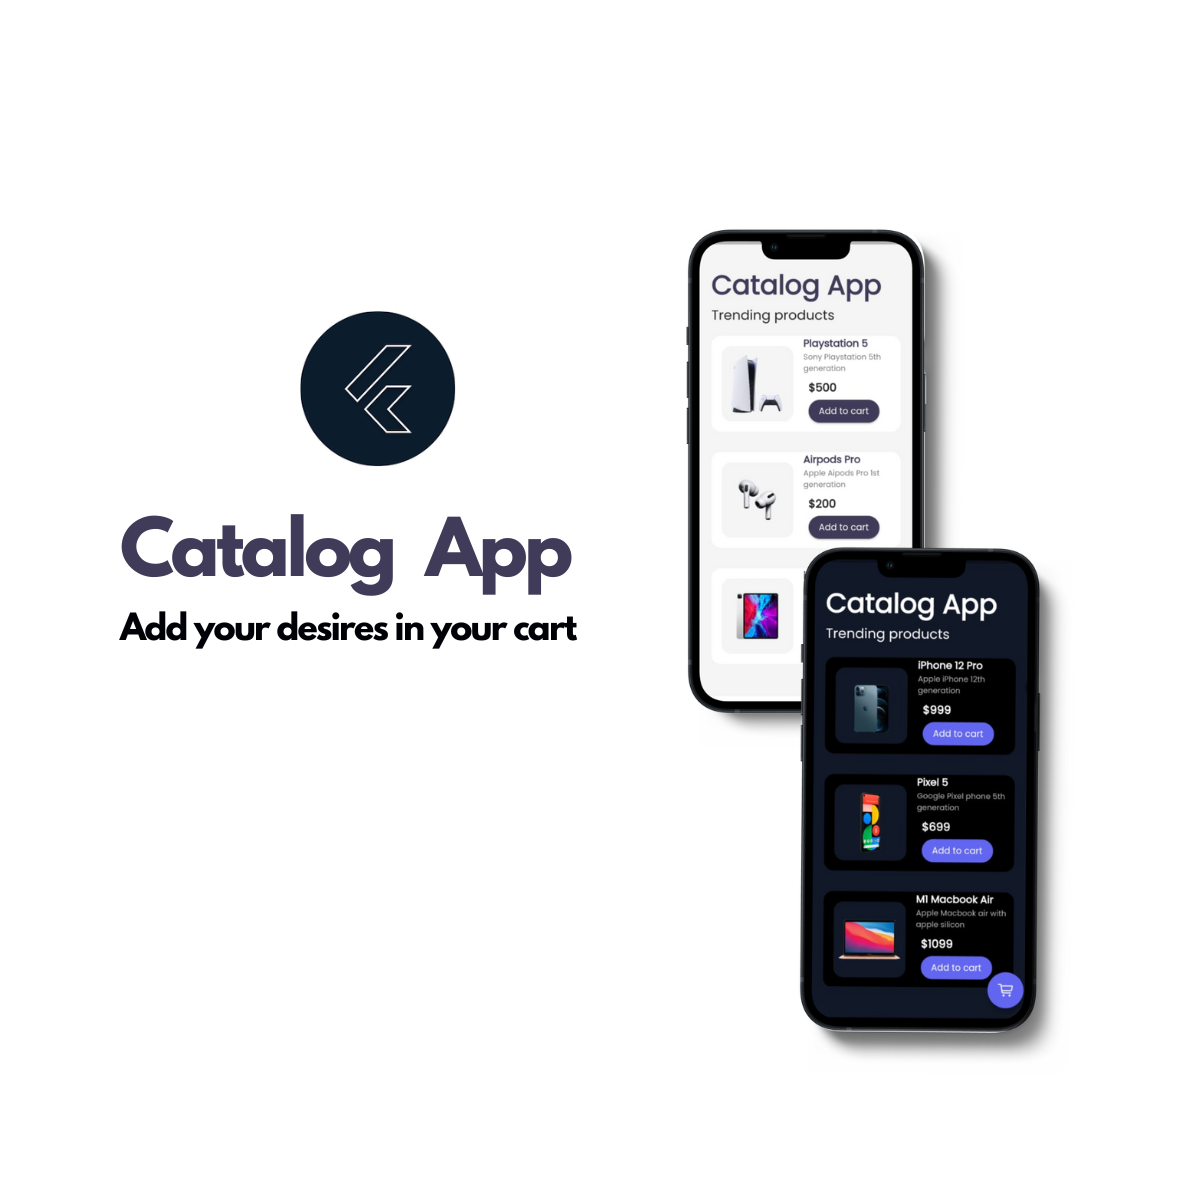 Catalog App
Add your desires in your cart
Catalog App
Trending products
Playstation 5
Sony Playstation 5th
generation
$500
Add to cart
Airpods Pro
Apple Aipods Pro 1st
generation
$200
Add to cart
Catalog App
Trending products
iPhone 12 Pro
Apple iPhone 12th
generation
$999
Add to cart
Pixel 5
Google Pixel phone 5th
generation
$699
Add to cart
M1 Macbook Air
Apple Macbook air with
apple silicon
$1099
Add to cart